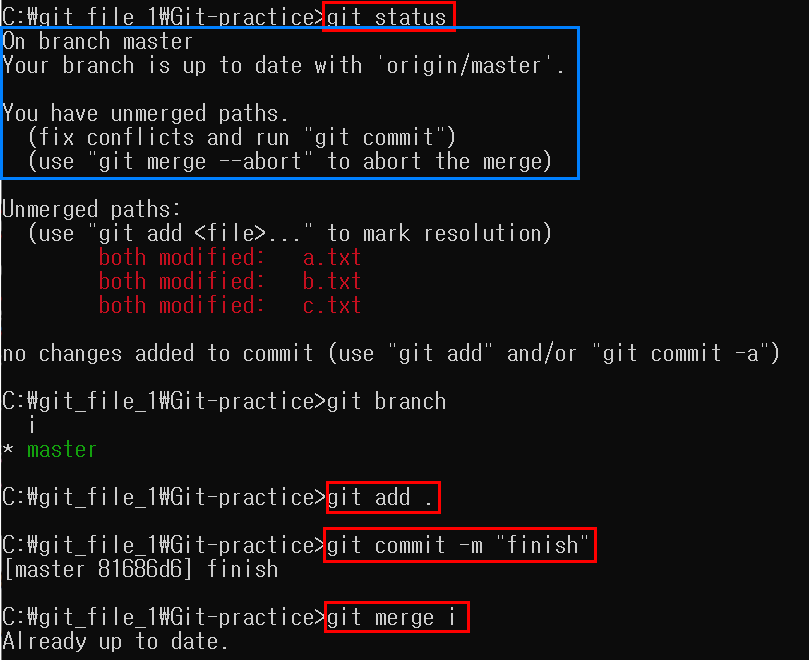 C:₩git_file_1₩Git-practice>git status
On branch master
Your branch is up to date with 'origin/master'.
You have unmerged paths.
(fix conflicts and run "git commit")
(use "git merge --abort" to abort the merge)
Unmerged paths:
(use "git add <file>..." to mark resolution)
both modified:   a.txt
both modified:   b.txt
both modified:   c.txt
no changes added to commit (use "git add" and/or "git commit -a")
C:₩git_file_1₩Git-practice>git branch
i
* master
C:₩git_file_1₩Git-practice>git add .
C:₩git_file_1₩Git-practice>git commit -m "finish"
[master 81686d6] finish
C:₩git_file_1₩Git-practice>git merge i
Already up to date.